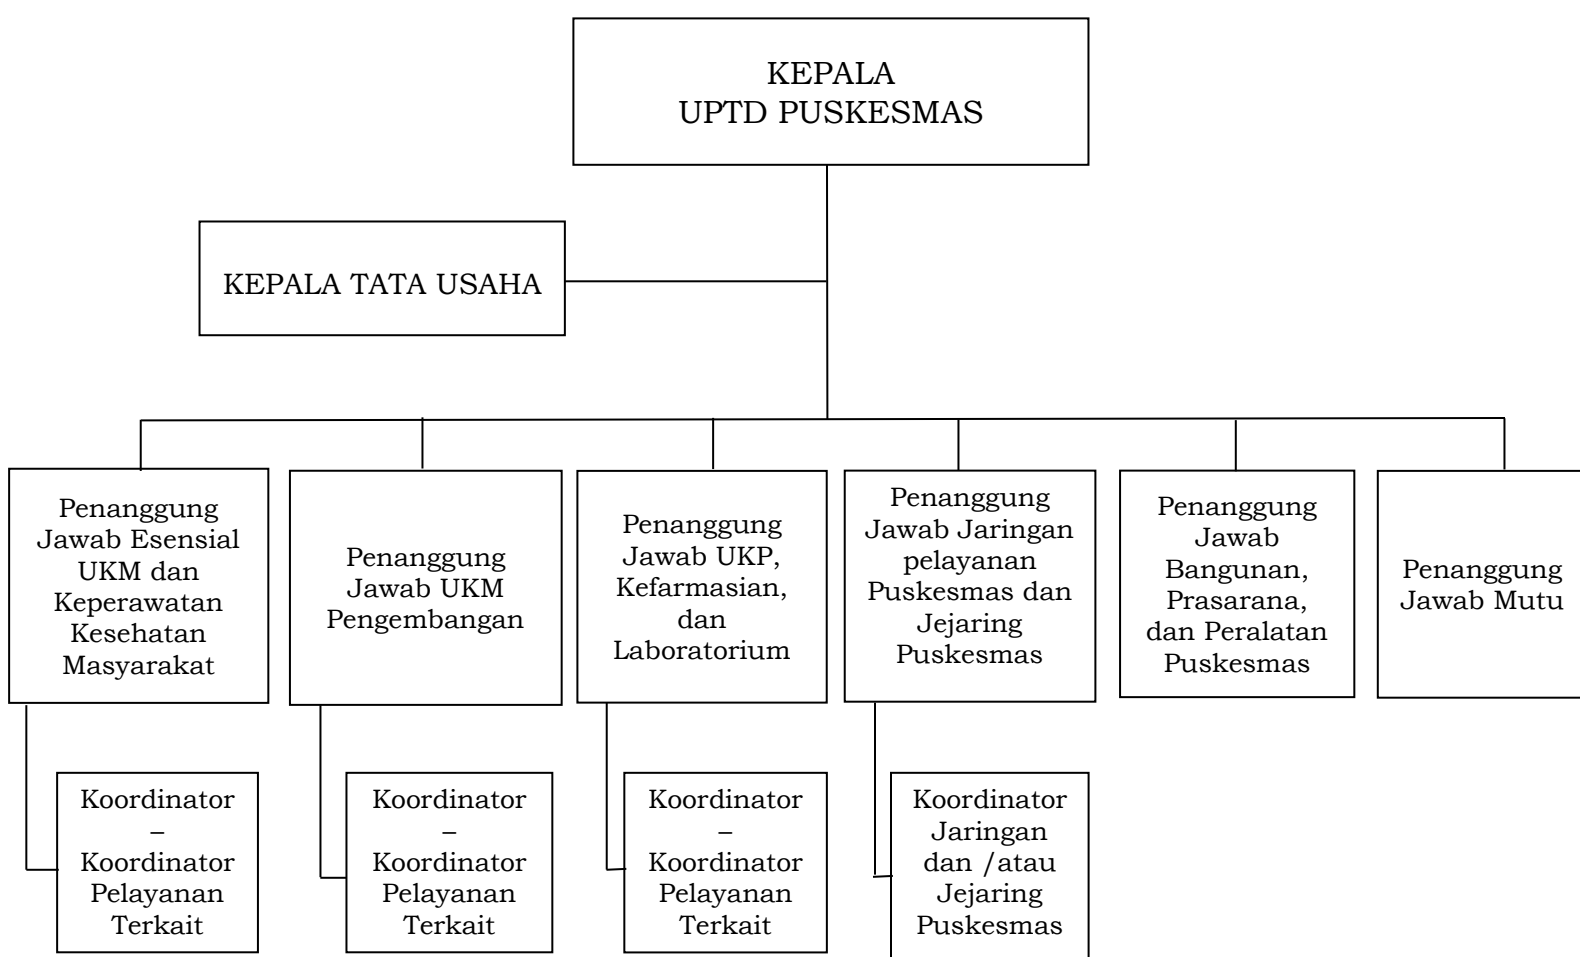 KEPALA
UPTD PUSKESMAS
KEPALA TATA USAHA
Penanggung
Jawab Esensial
UKM dan
Keperawatan
Kesehatan
Masyarakat
Penanggung
Jawab UKM
Pengembangan
Penanggung
Jawab UKP,
Kefarmasian,
dan
Laboratorium
Penanggung
Jawab Jaringan
pelayanan
Puskesmas dan
Jejaring
Puskesmas
Penanggung
Jawab
Bangunan,
Prasarana,
dan Peralatan
Puskesmas
Penanggung
Jawab Mutu
Koordinator
–
Koordinator
Pelayanan
Terkait
Koordinator
–
Koordinator
Pelayanan
Terkait
Koordinator
–
Koordinator
Pelayanan
Terkait
Koordinator
Jaringan
dan /atau
Jejaring
Puskesmas